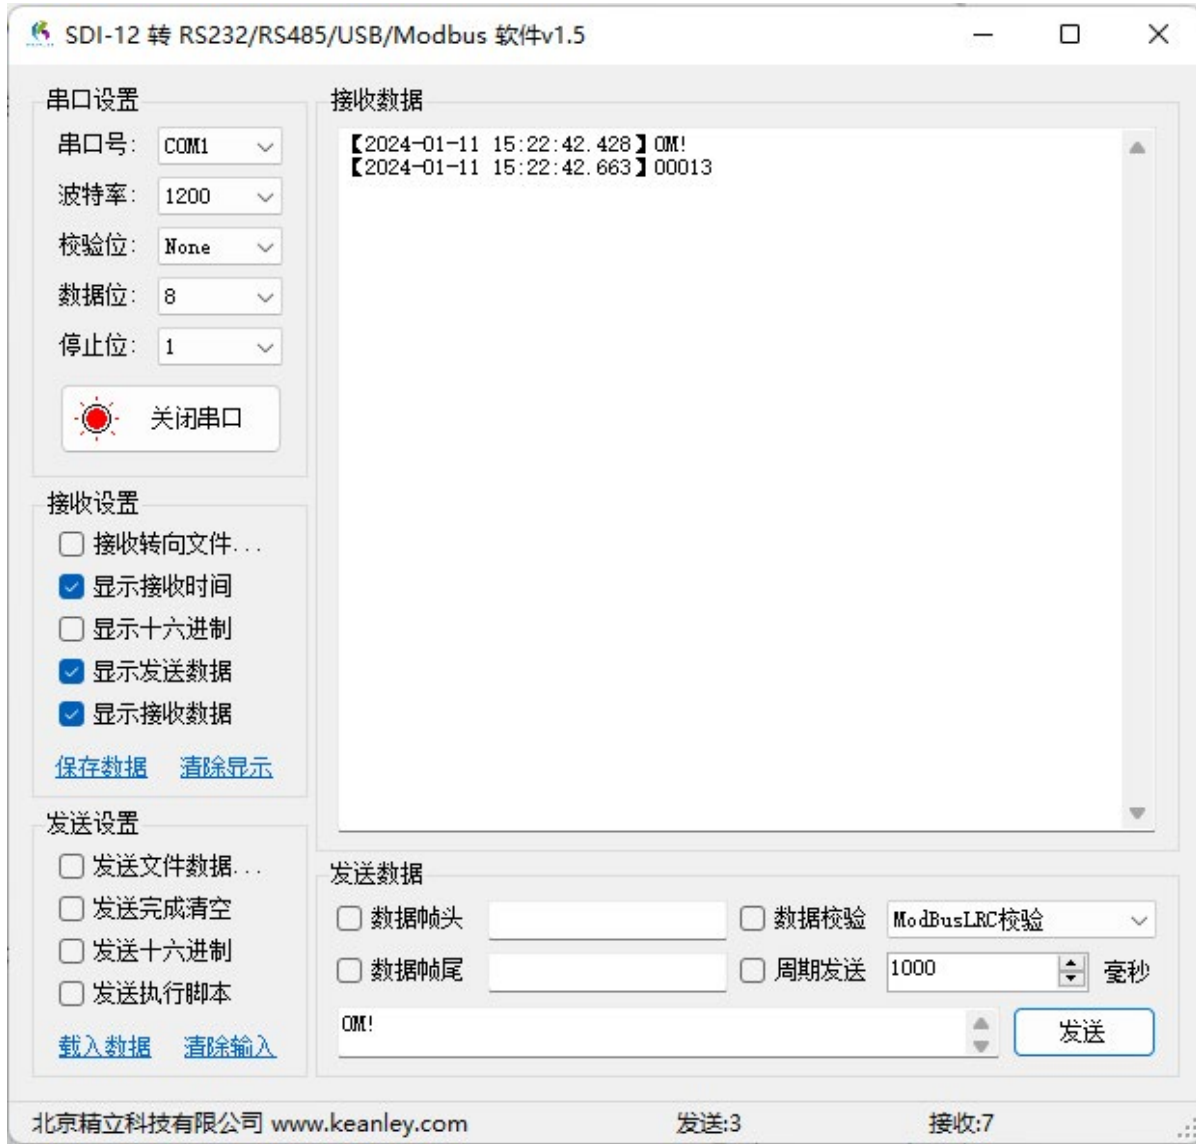 SDI-12 转 RS232/RS485/USB/Modbus 软件v1.5
串口设置
串口号: COM1
波特率: 1200
校验位: None
数据位: 8
停止位: 1
关闭串口
接收设置
接收转向文件...
显示接收时间
显示十六进制
显示发送数据
显示接收数据
保存数据 清除显示
发送设置
发送文件数据...
发送完成清空
发送十六进制
发送执行脚本
载入数据 清除输入
接收数据
【2024-01-11 15:22:42.428】0M!
【2024-01-11 15:22:42.663】00013
发送数据
数据帧头 数据校验 ModBusLRC校验
数据帧尾 周期发送 1000 毫秒
0M! 发送
北京精立科技有限公司 www.keanley.com 发送:3 接收:7